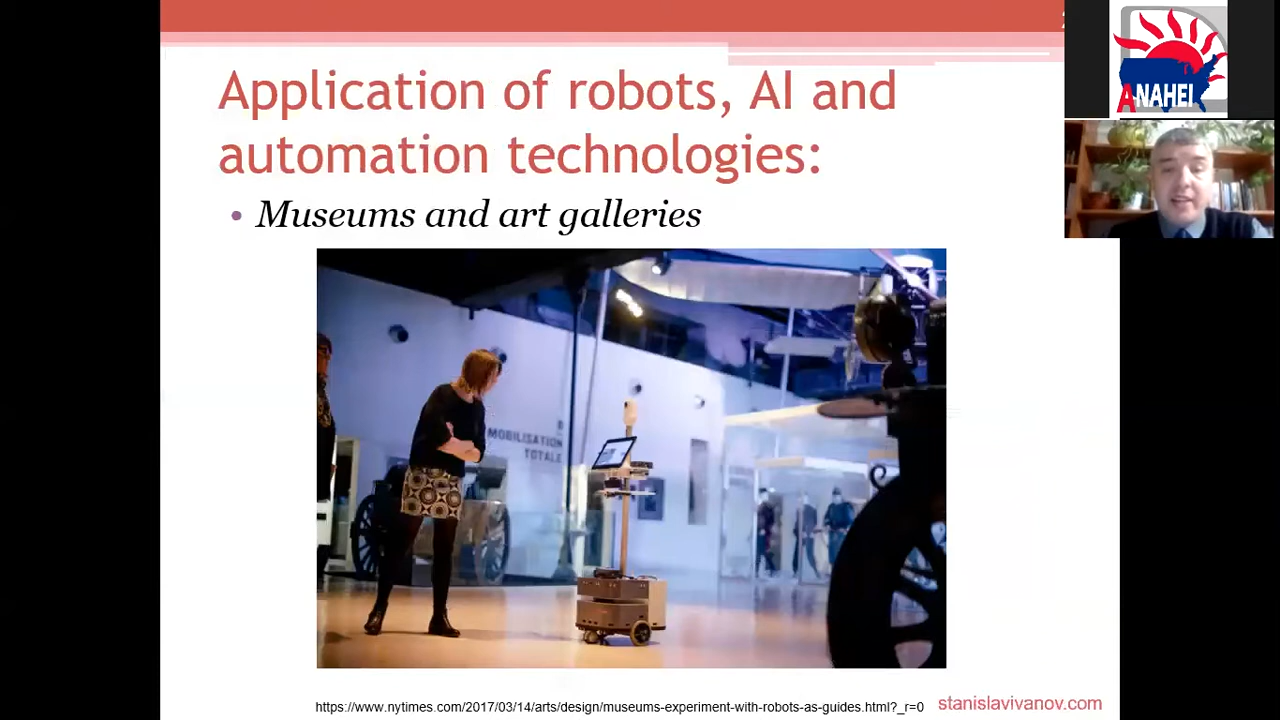 Application of robots, AI and
automation technologies:
• Museums and art galleries
MOBILISATION
TOTALE
https://www.nytimes.com/2017/03/14/arts/design/museums-experiment-with-robots-as-guides.html?_r=0
stanislavivanov.com
ANAHEI